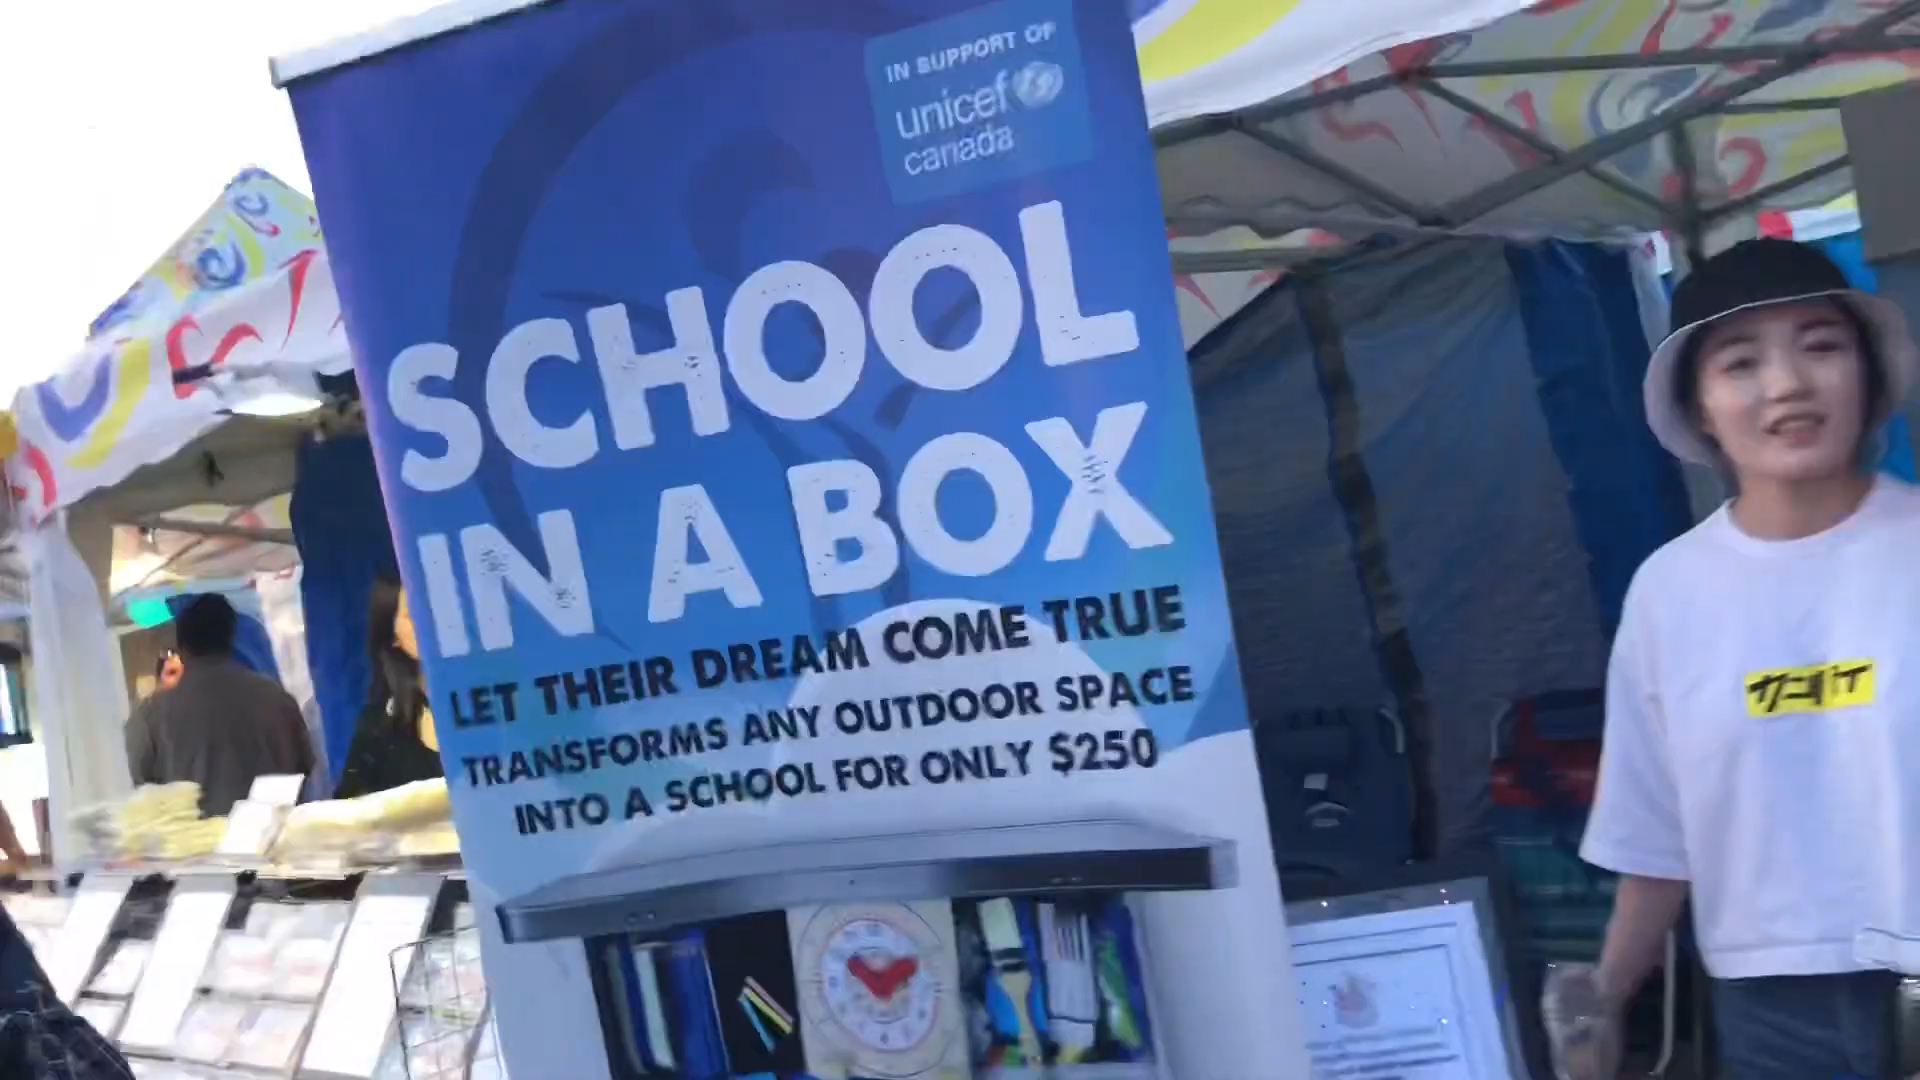 IN SUPPORT OF
unicef
canada
SCHOOL
IN A BOX
LET THEIR DREAM COME TRUE
TRANSFORMS ANY OUTDOOR SPACE
INTO A SCHOOL FOR ONLY $250